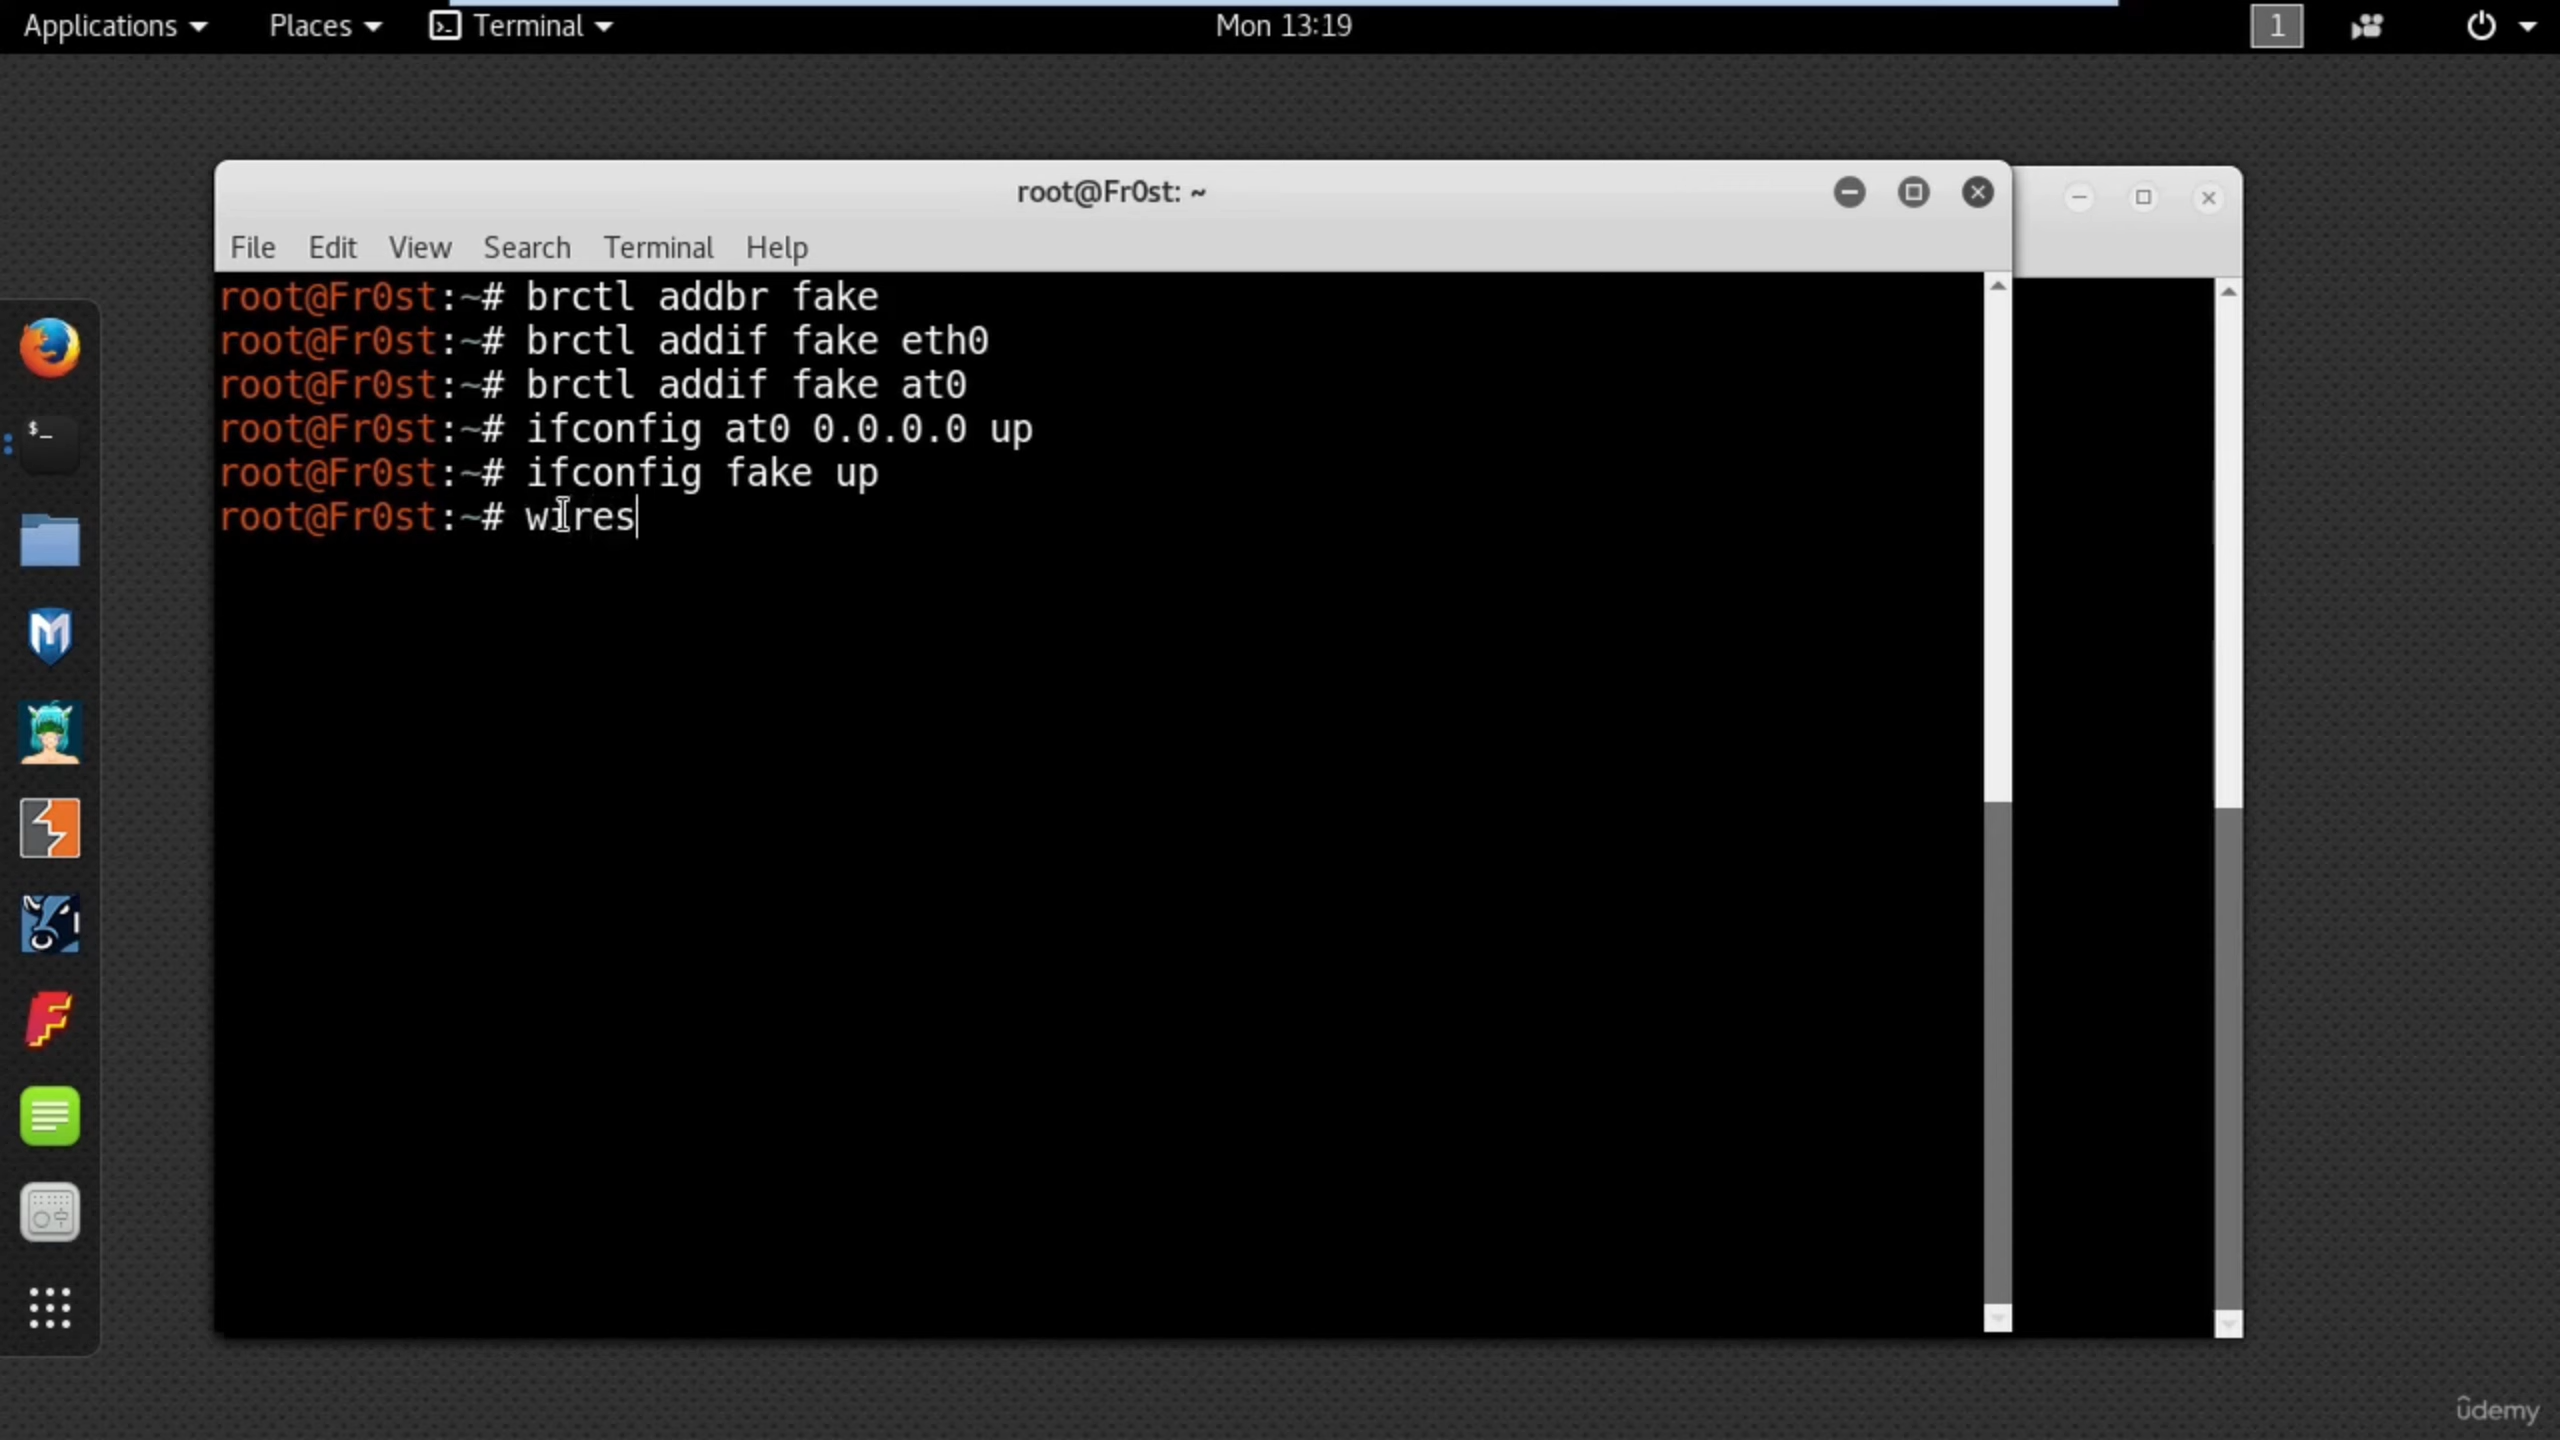 Applications Places Terminal Mon 13:19 1
root@Fr0st: ~
File Edit View Search Terminal Help
root@Fr0st:~# brctl addbr fake
root@Fr0st:~# brctl addif fake eth0
root@Fr0st:~# brctl addif fake at0
root@Fr0st:~# ifconfig at0 0.0.0.0 up
root@Fr0st:~# ifconfig fake up
root@Fr0st:~# wires
$_
ûdemy